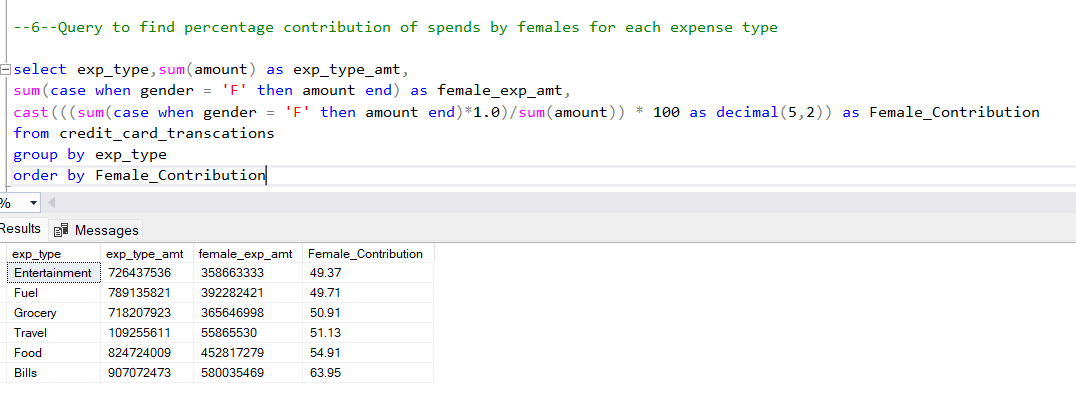 --6--Query to find percentage contribution of spends by females for each expense type
select exp_type,sum(amount) as exp_type_amt,
sum(case when gender = 'F' then amount end) as female_exp_amt,
cast(((sum(case when gender = 'F' then amount end)*1.0)/sum(amount)) * 100 as decimal(5,2)) as Female_Contribution
from credit_card_transcations
group by exp_type
order by Female_Contribution
%
Results Messages
exp_type exp_type_amt female_exp_amt Female_Contribution
Entertainment 726437536 358663333 49.37
Fuel 789135821 392282421 49.71
Grocery 718207923 365646998 50.91
Travel 109255611 55865530 51.13
Food 824724009 452817279 54.91
Bills 907072473 580035469 63.95